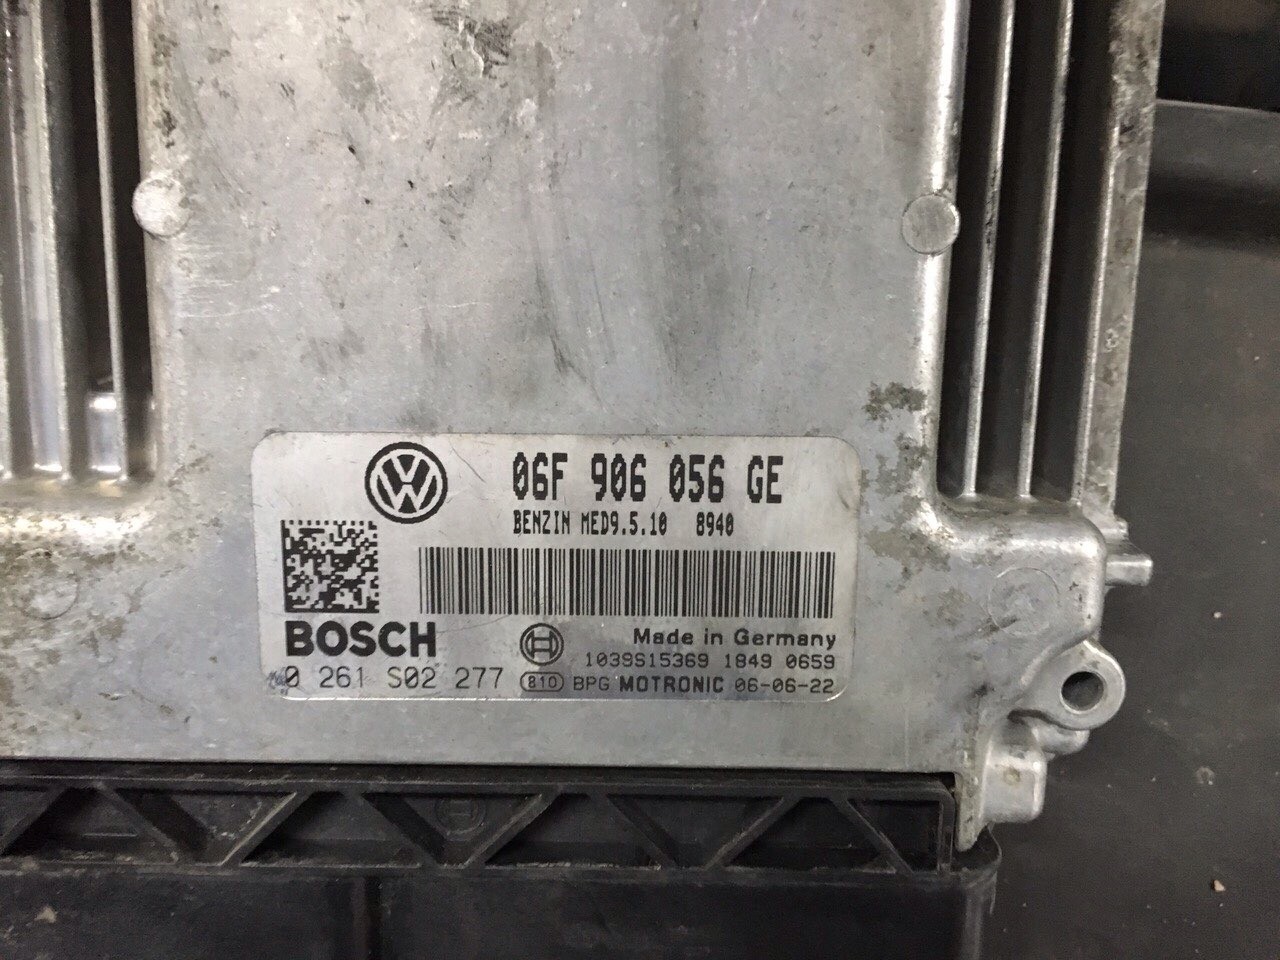 06F 906 056 GE
BENZIN MED9.5.10 8940
BOSCH
Made in Germany
1039S15369 1849 0659
0 261 S02 277
810 BPG MOTRONIC 06-06-22